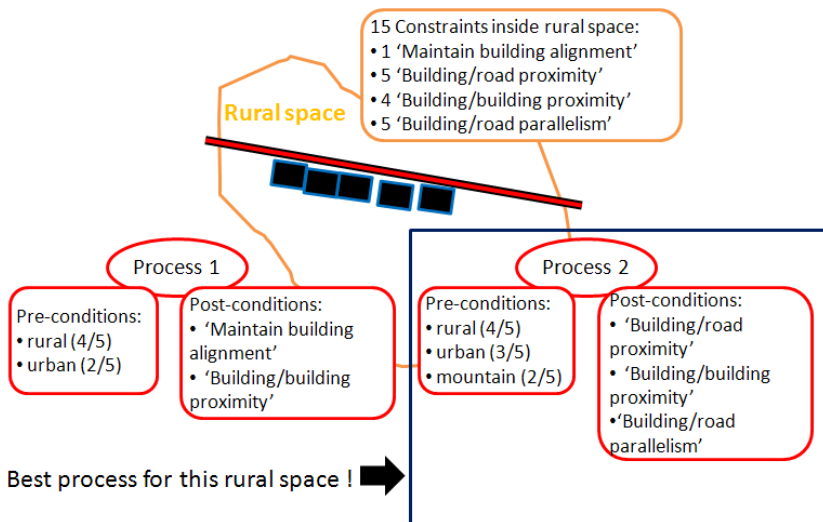 15 Constraints inside rural space:
• 1 ‘Maintain building alignment’
• 5 ‘Building/road proximity’
• 4 ‘Building/building proximity’
• 5 ‘Building/road parallelism’
Rural space
Process 1
Pre-conditions:
• rural (4/5)
• urban (2/5)
Post-conditions:
• ‘Maintain building
alignment’
• ‘Building/building
proximity’
Process 2
Pre-conditions:
• rural (4/5)
• urban (3/5)
• mountain (2/5)
Post-conditions:
• ‘Building/road
proximity’
• ‘Building/building
proximity’
•‘Building/road
parallelism’
Best process for this rural space !